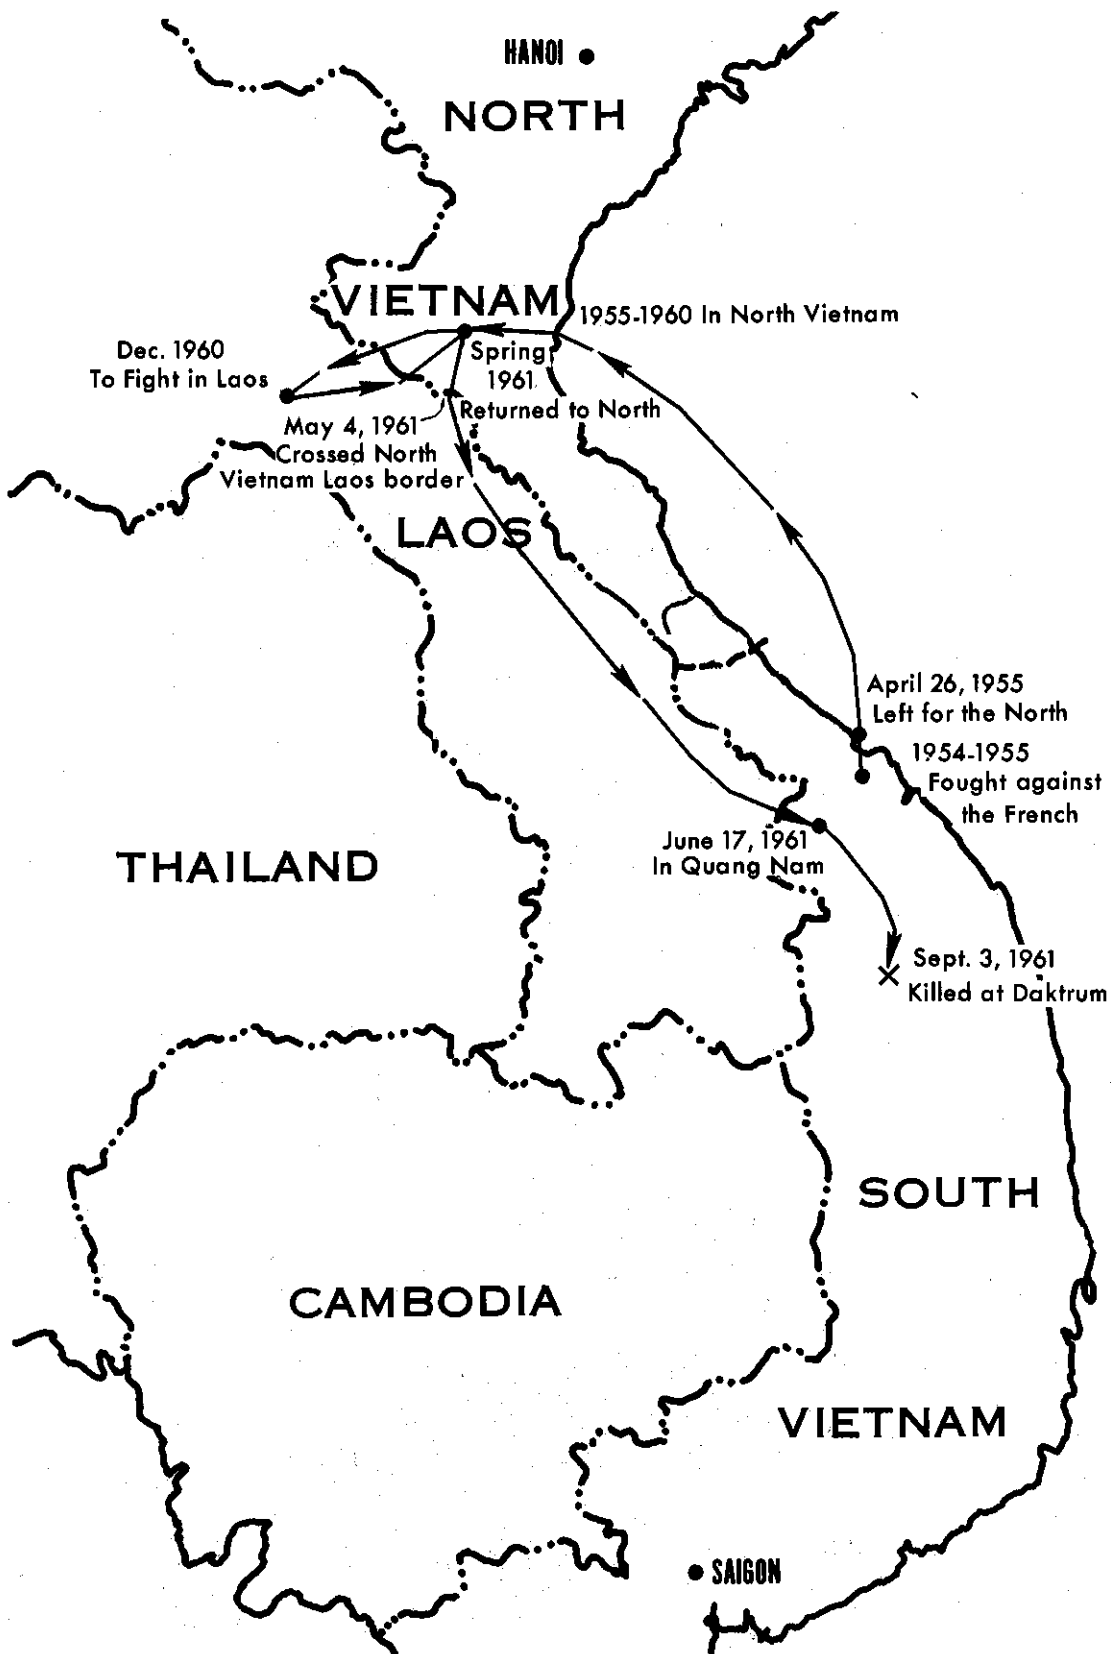 HANOI
NORTH
VIETNAM
1955-1960 In North Vietnam
Dec. 1960
To Fight in Laos
Spring
1961
Returned to North
May 4, 1961
Crossed North
Vietnam Laos border
LAOS
April 26, 1955
Left for the North
1954-1955
Fought against
the French
June 17, 1961
In Quang Nam
THAILAND
Sept. 3, 1961
Killed at Daktrum
SOUTH
CAMBODIA
VIETNAM
SAIGON